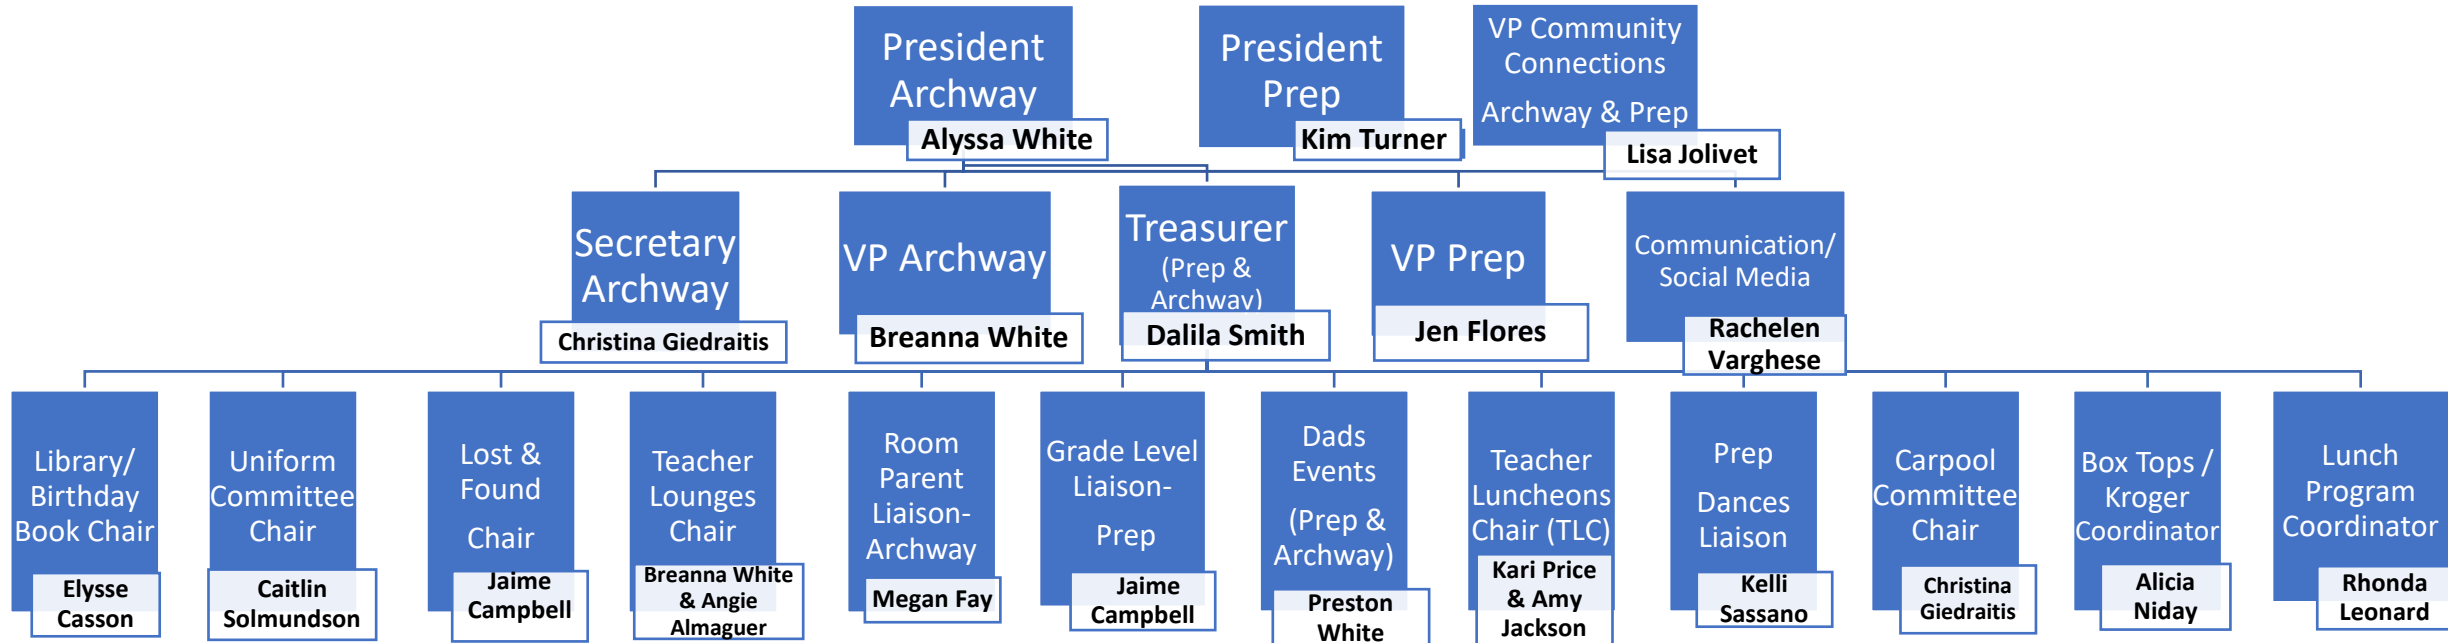 President
Archway
Alyssa White
President
Prep
Kim Turner
VP Community
Connections
Archway & Prep
Lisa Jolivet
Secretary
Archway
Christina Giedraitis
VP Archway
Breanna White
Treasurer
(Prep &
Archway)
Dalila Smith
VP Prep
Jen Flores
Communication/
Social Media
Rachelen
Varghese
Library/
Birthday
Book Chair
Elysse
Casson
Uniform
Committee
Chair
Caitlin
Solmundson
Lost &
Found
Chair
Jaime
Campbell
Teacher
Lounges
Chair
Breanna White
& Angie
Almaguer
Room
Parent
Liaison-
Archway
Megan Fay
Grade Level
Liaison-
Prep
Jaime
Campbell
Dads
Events
(Prep &
Archway)
Preston
White
Teacher
Luncheons
Chair (TLC)
Kari Price
& Amy
Jackson
Prep
Dances
Liaison
Kelli
Sassano
Carpool
Committee
Chair
Christina
Giedraitis
Box Tops /
Kroger
Coordinator
Alicia
Niday
Lunch
Program
Coordinator
Rhonda
Leonard